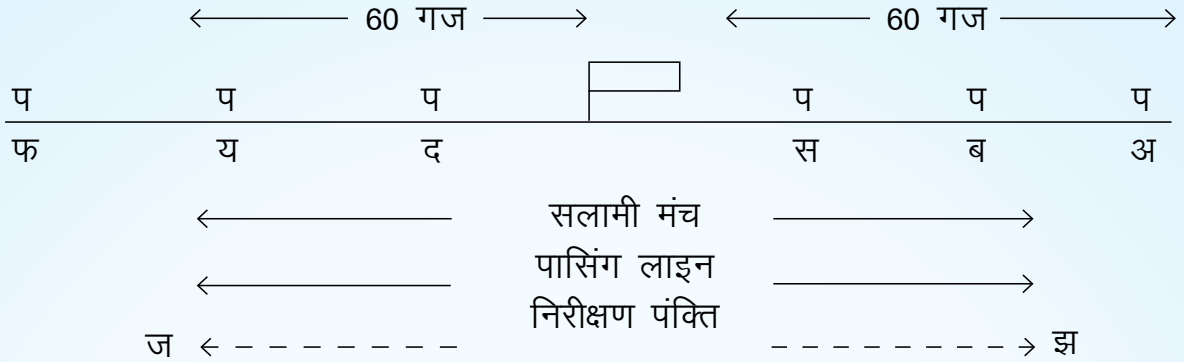 60 गज 60 गज
प प प प प प
फ य द स ब अ
सलामी मंच
पासिंग लाइन
निरीक्षण पंक्ति
ज झ